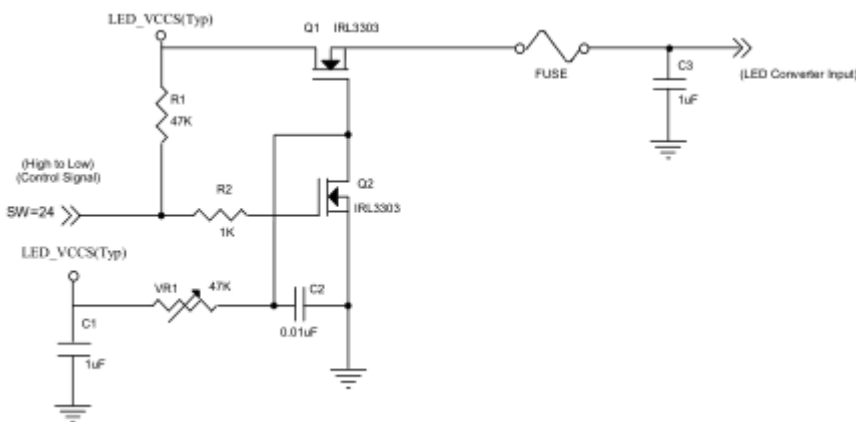 LED_VCCS(Typ)
Q1 IRL3303
R1
47K
FUSE
C3
1uF
(LED Converter Input)
(High to Low)
(Control Signal)
SW=24
R2
1K
Q2
IRL3303
LED_VCCS(Typ)
VR1 47K
C2
0.01uF
C1
1uF